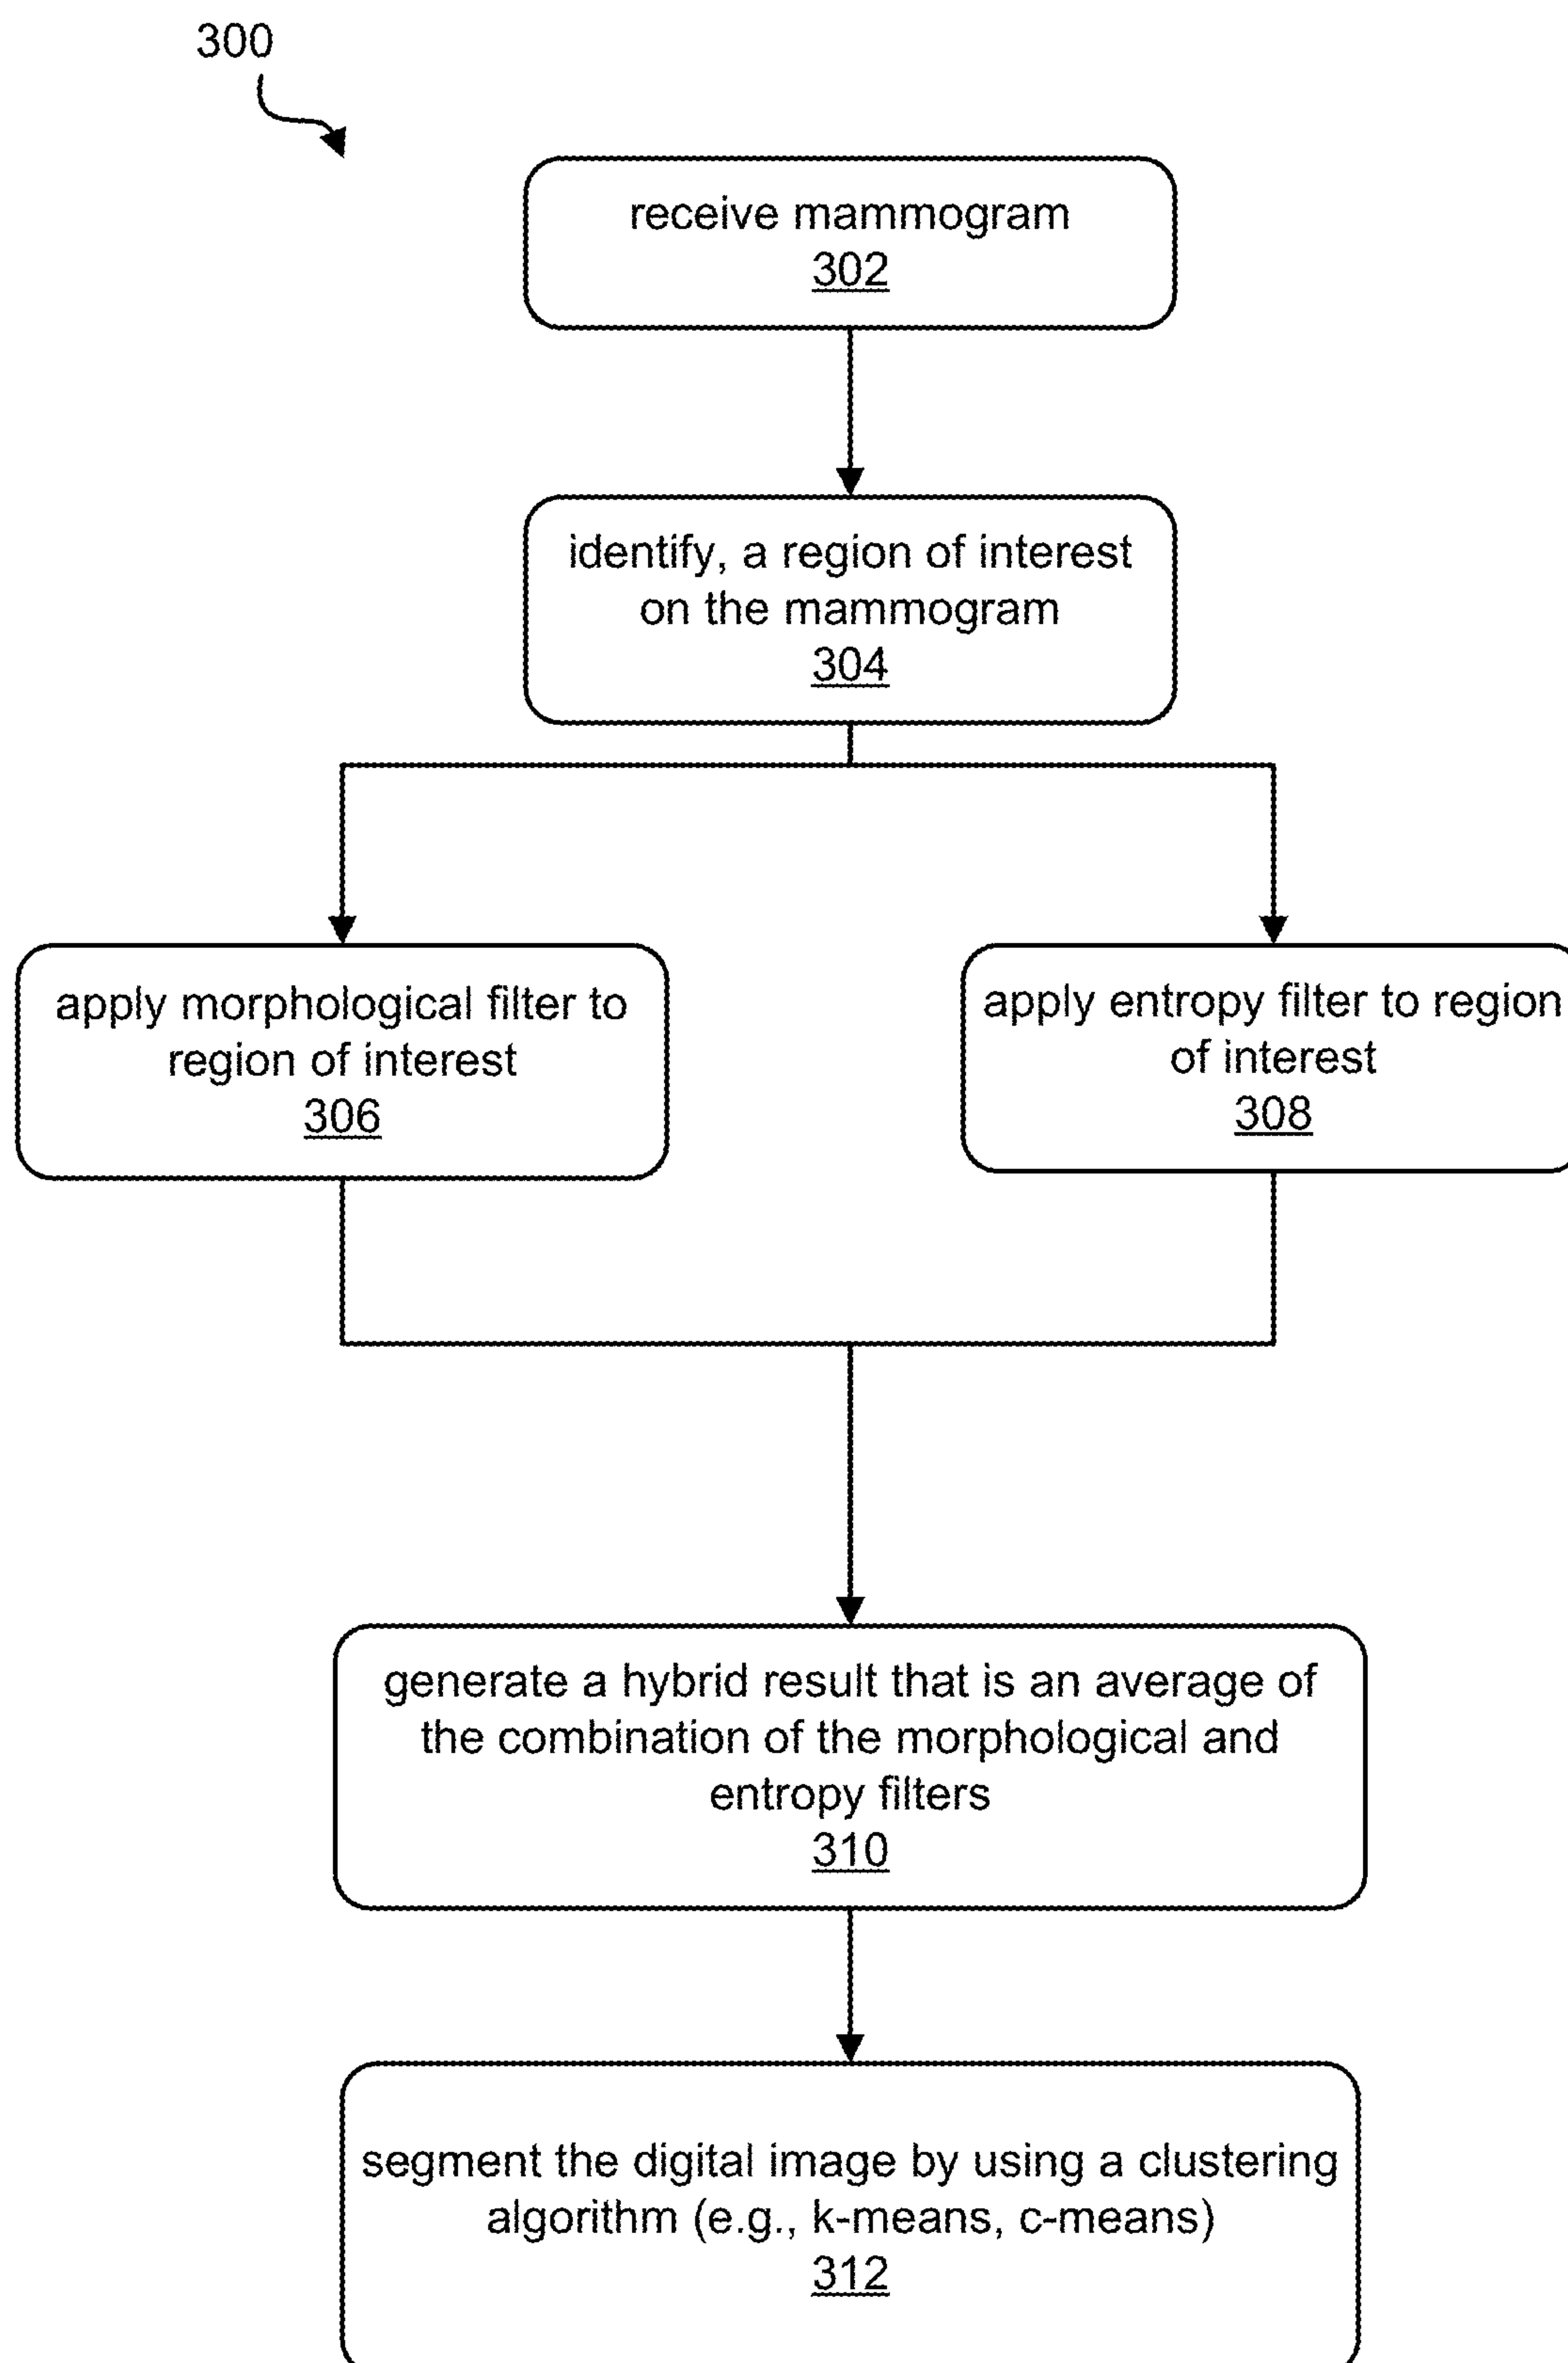 300
receive mammogram
302
identify, a region of interest
on the mammogram
304
apply morphological filter to
region of interest
306
apply entropy filter to region
of interest
308
generate a hybrid result that is an average of
the combination of the morphological and
entropy filters
310
segment the digital image by using a clustering
algorithm (e.g., k-means, c-means)
312